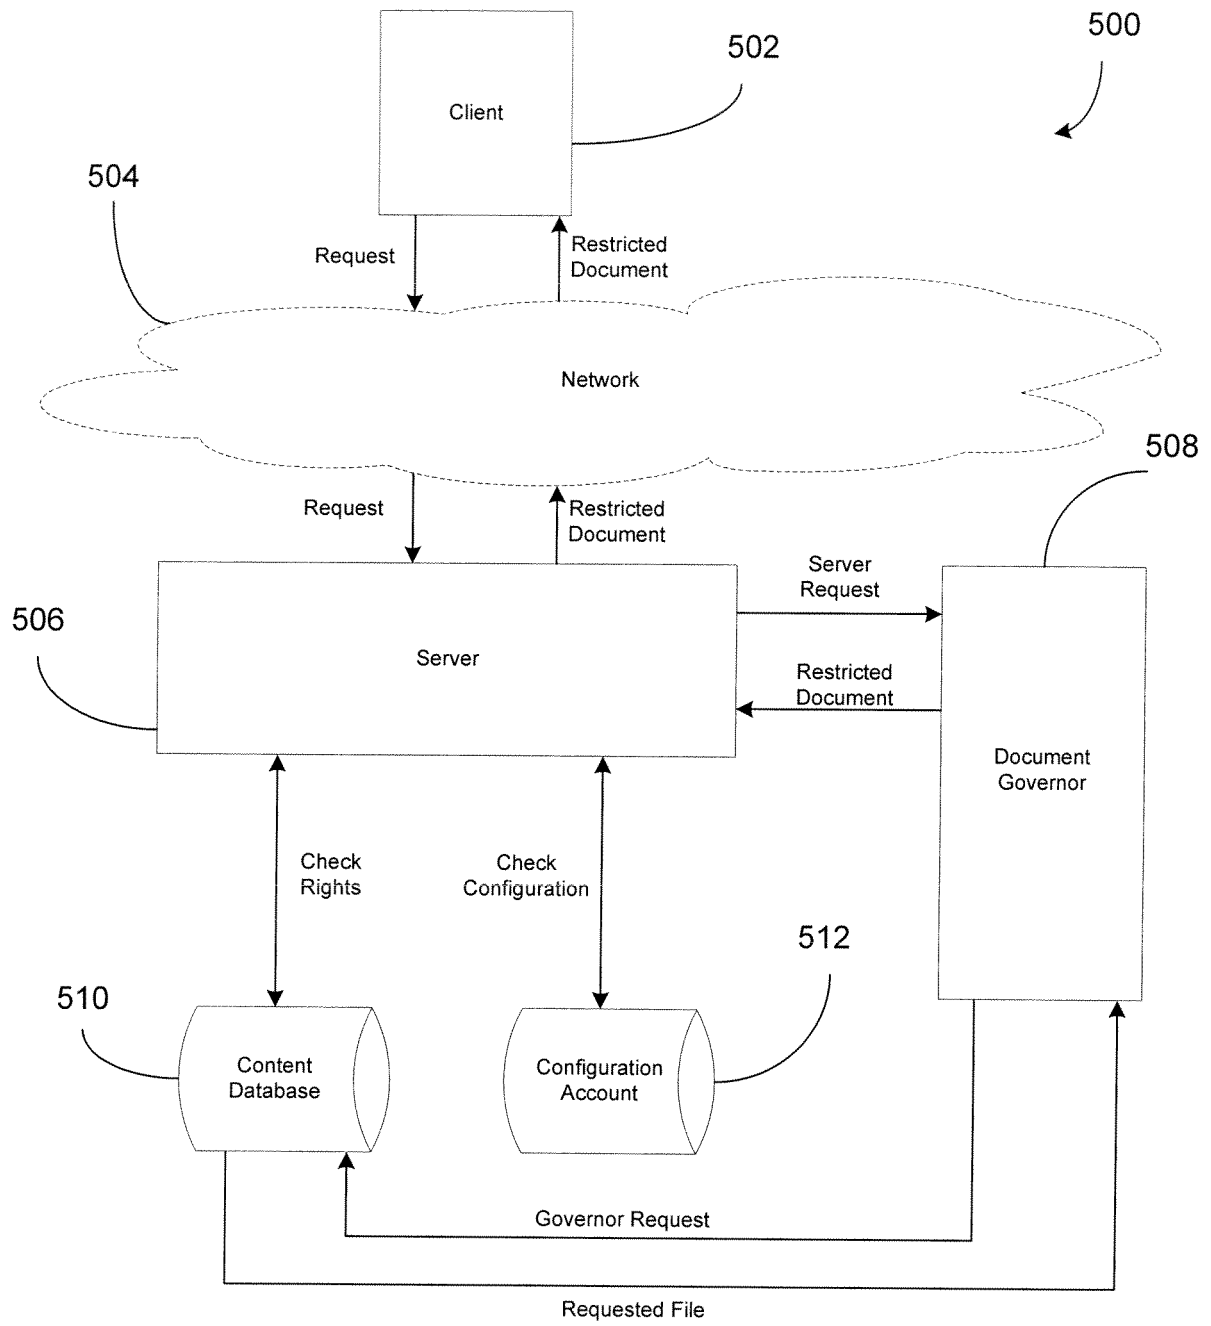 500
502
Client
504
Request
Restricted
Document
Network
508
Request
Restricted
Document
Server
Request
506
Server
Restricted
Document
Document
Governor
Check
Rights
Check
Configuration
512
510
Content
Database
Configuration
Account
Governor Request
Requested File